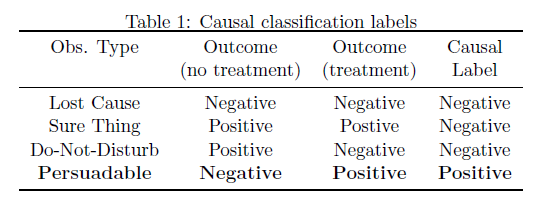 Table 1: Causal classification labels
Obs. Type Outcome Outcome Causal
(no treatment) (treatment) Label
Lost Cause Negative Negative Negative
Sure Thing Positive Postive Negative
Do-Not-Disturb Positive Negative Negative
Persuadable Negative Positive Positive